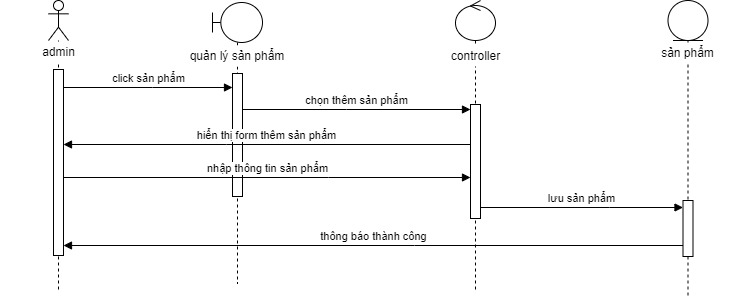 admin
quản lý sản phẩm
controller
sản phẩm
click sản phẩm
chọn thêm sản phẩm
hiển thị form thêm sản phẩm
nhập thông tin sản phẩm
lưu sản phẩm
thông báo thành công